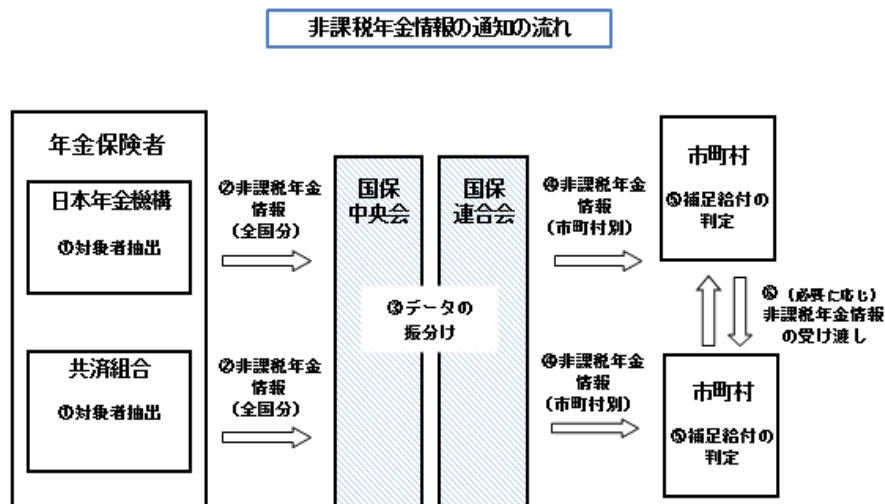 非課税年金情報の通知の流れ
年金保険者
日本年金機構
①対象者抽出
共済組合
①対象者抽出
②非課税年金
情報
（全国分）
②非課税年金
情報
（全国分）
国保
中央会
国保
連合会
③データの
振分け
④非課税年金
情報
（市町村別）
④非課税年金
情報
（市町村別）
市町村
⑤補足給付の
判定
⑥（必要に応じ）
非課税年金情報
の受け渡し
市町村
⑤補足給付の
判定